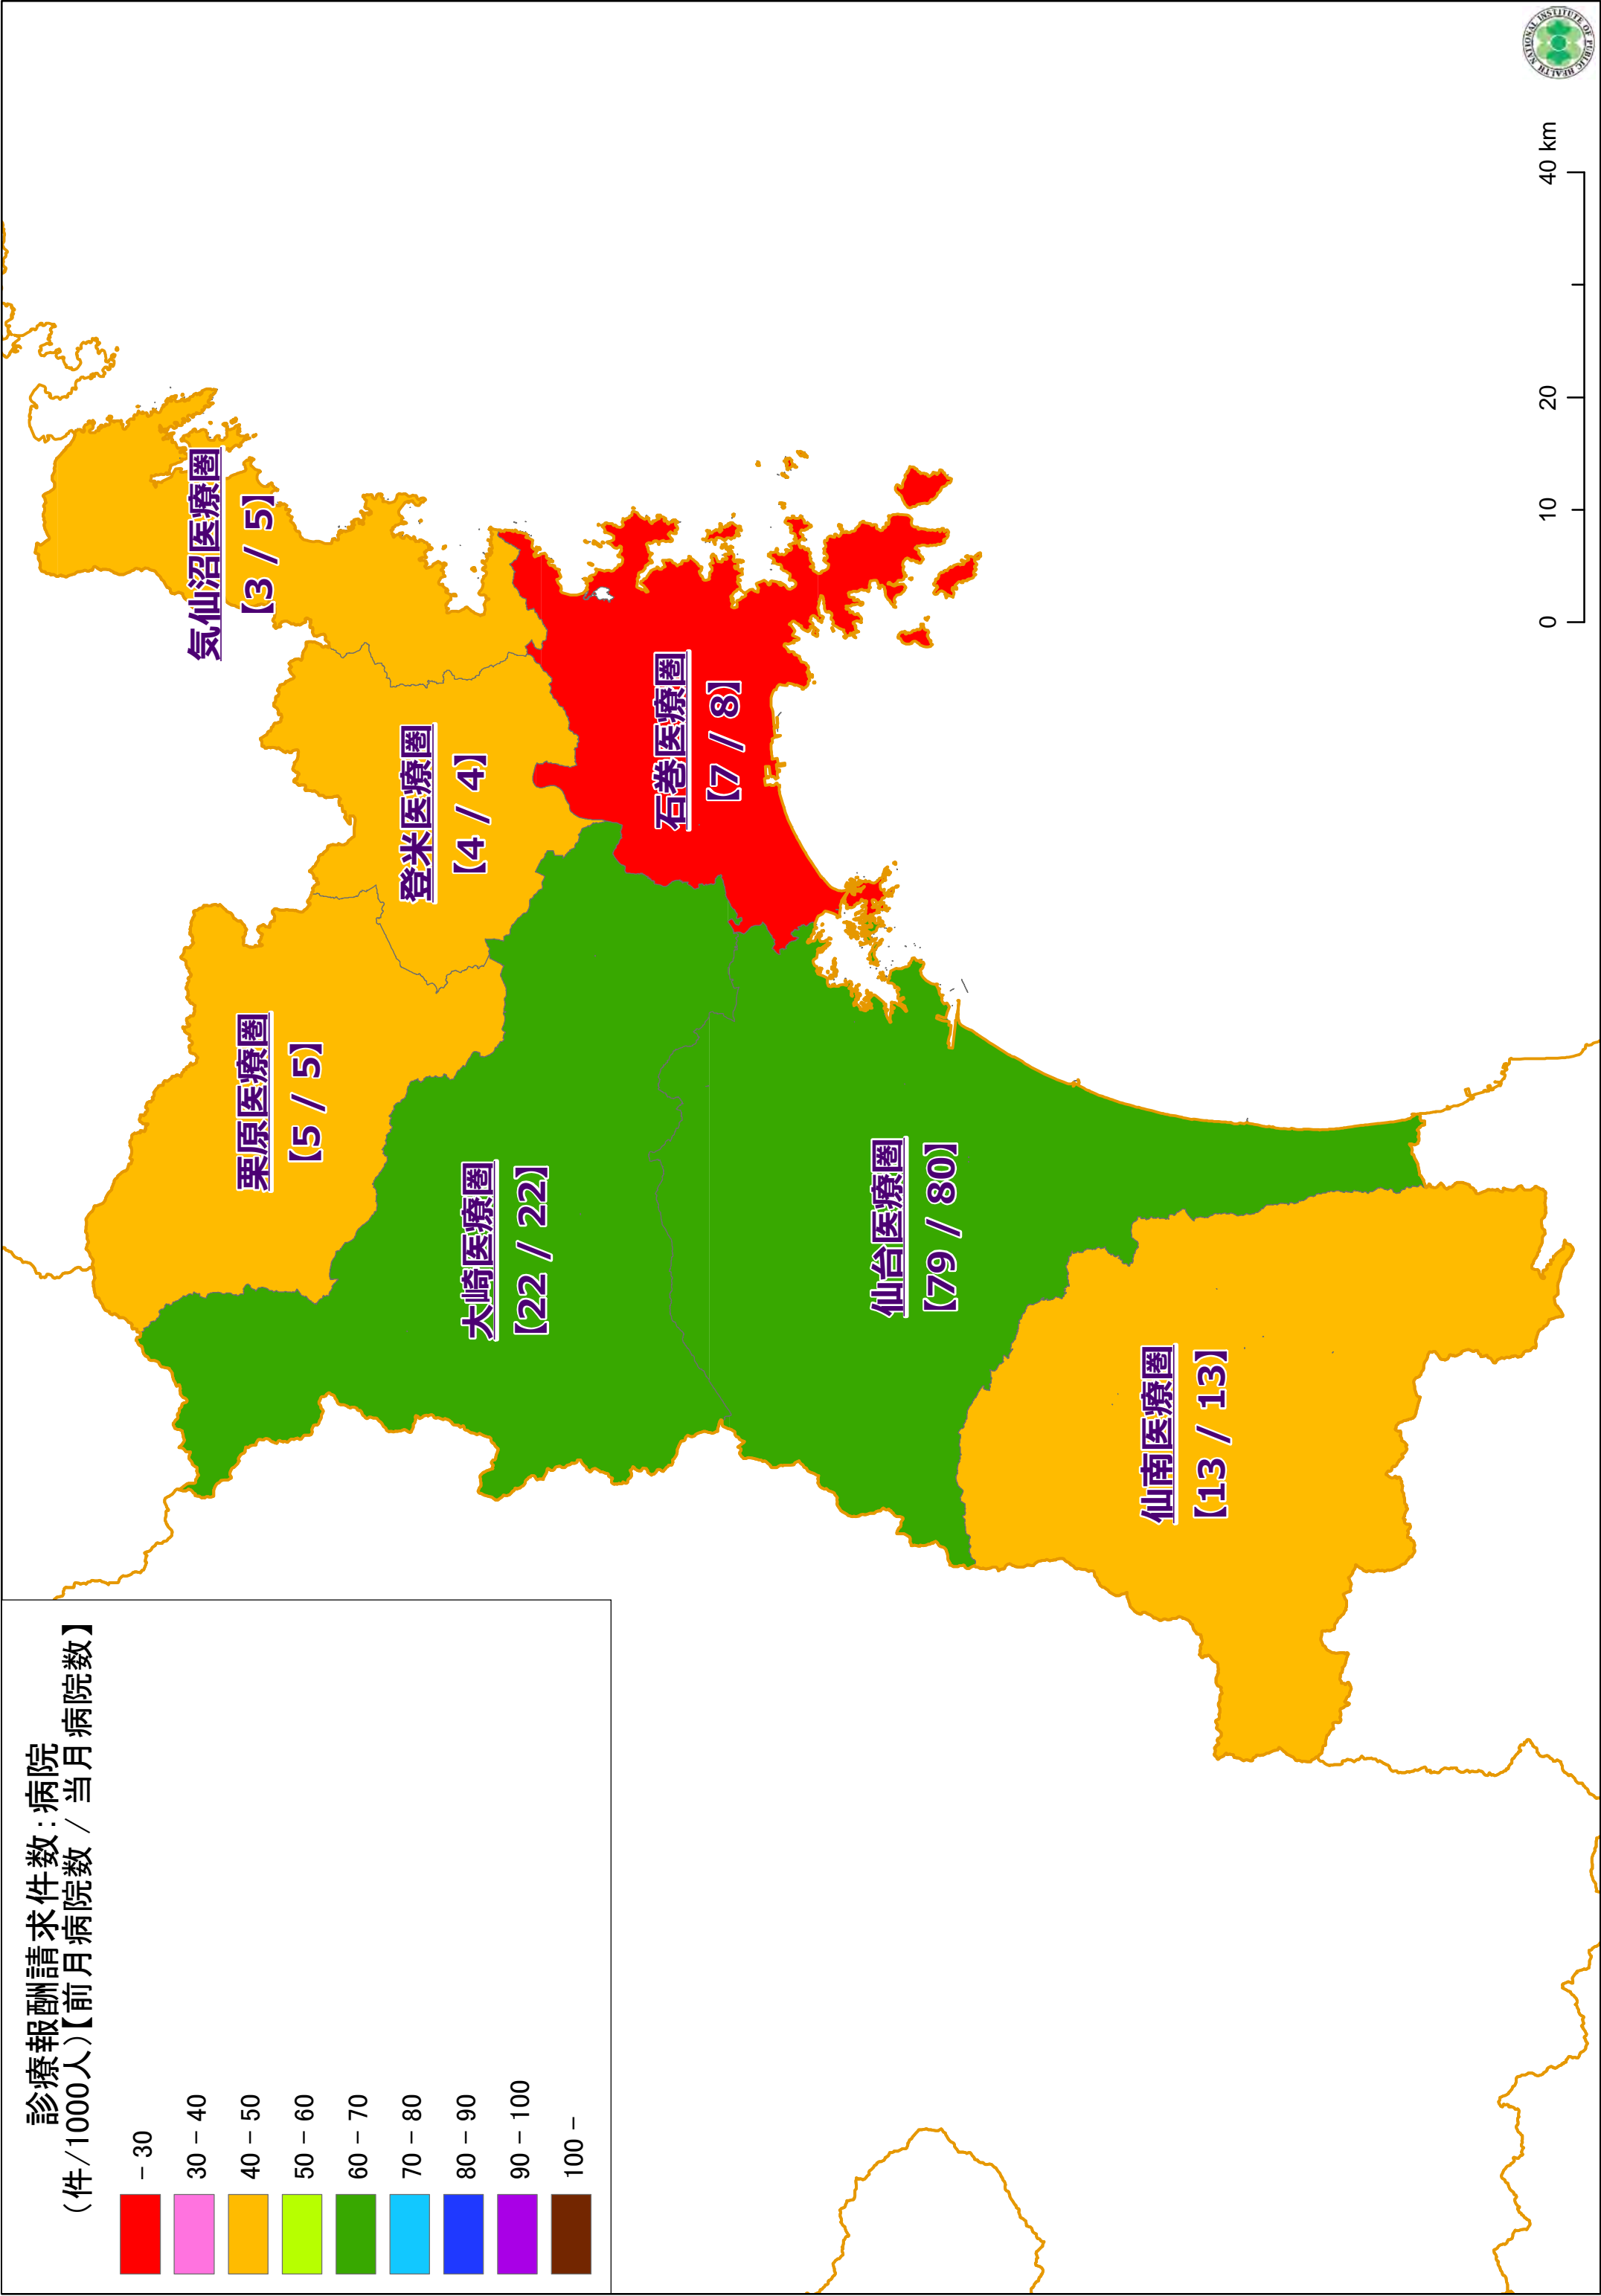 診療報酬請求件数:病院
(件/1000人)【前月病院数 / 当月病院数】
- 30
30 - 40
40 - 50
50 - 60
60 - 70
70 - 80
80 - 90
90 - 100
100 -
気仙沼医療圏
【3 / 5】
登米医療圏
【4 / 4】
石巻医療圏
【7 / 8】
栗原医療圏
【5 / 5】
大崎医療圏
【22 / 22】
仙台医療圏
【79 / 80】
仙南医療圏
【13 / 13】
0 10 20 40 km
NATIONAL INSTITUTE OF PUBLIC HEALTH